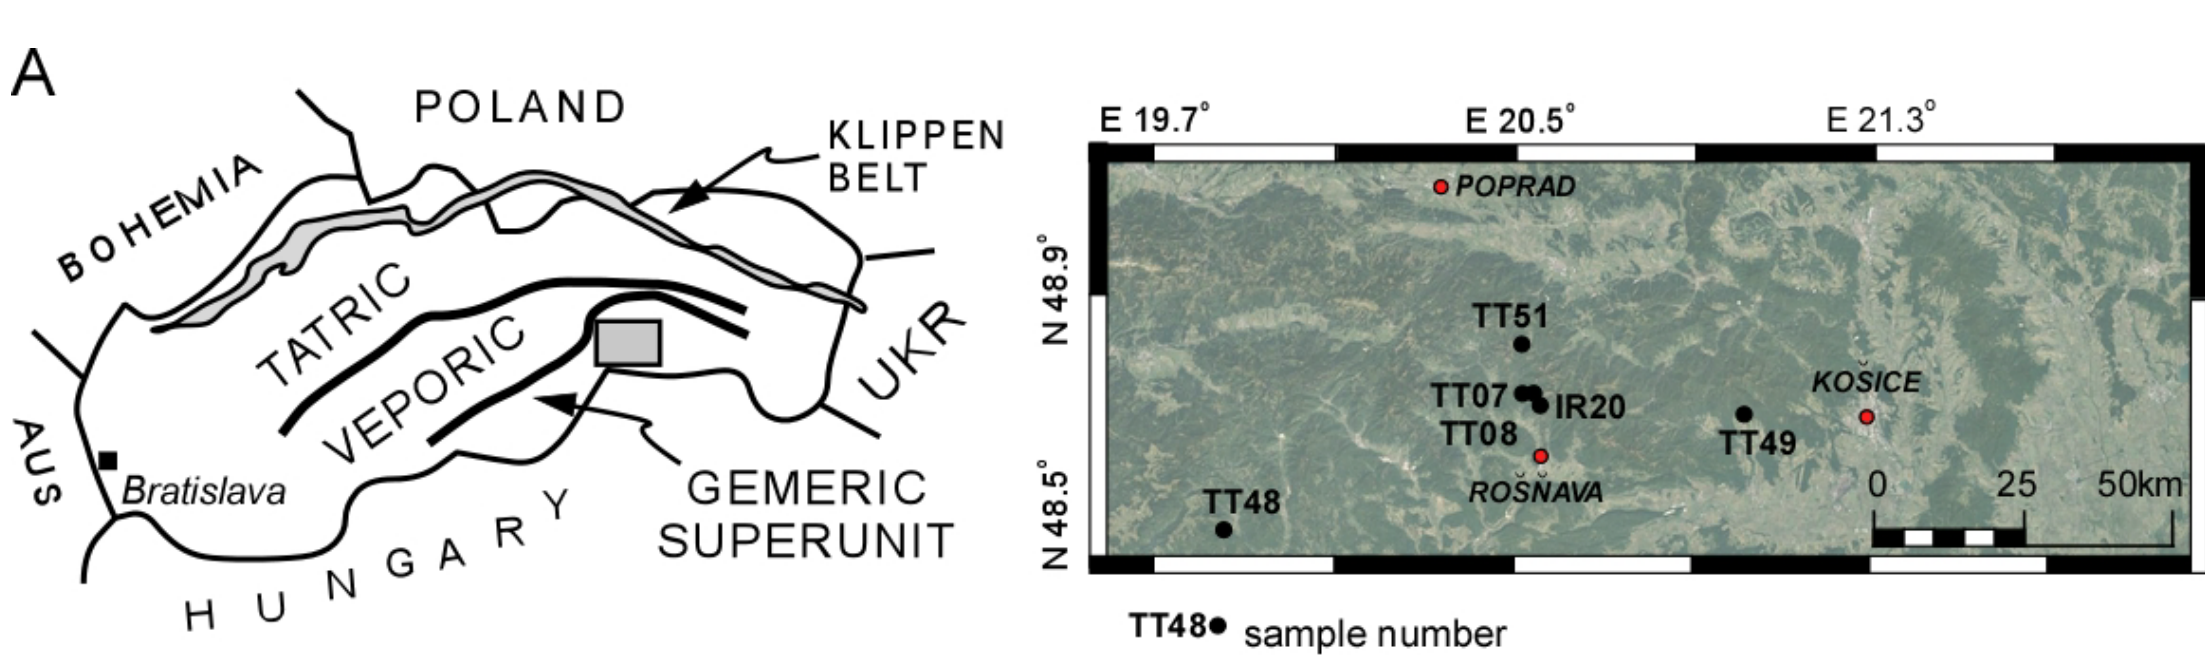 A
POLAND
KLIPPEN
BELT
BOHEMIA
TATRIC
VEPORIC
UKR
AUS
Bratislava
GEMERIC
SUPERUNIT
HUNGARY
E 19.7°
E 20.5°
E 21.3°
N 48.9°
N 48.5°
POPRAD
TT51
TT07
IR20
TT08
KOŠICE
TT49
ROŠŇAVA
TT48
0 25 50km
TT48 sample number